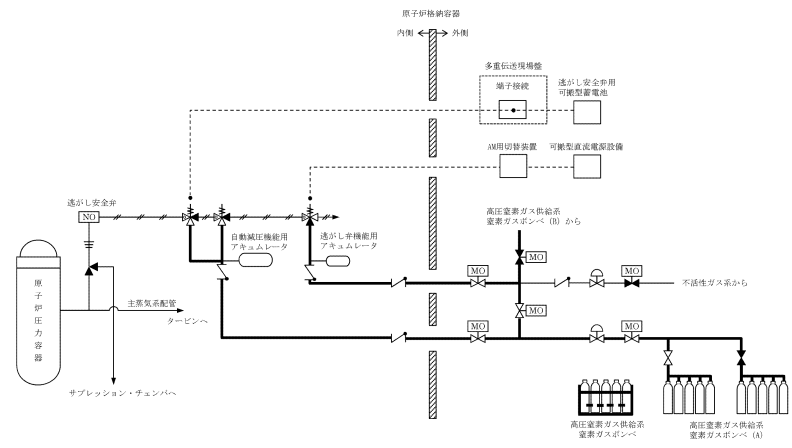 原子炉格納容器
内側
外側
多重伝送現場盤
端子接続
逃がし安全弁用
可搬型蓄電池
AM用切替装置
可搬型直流電源設備
逃がし安全弁
NO
高圧窒素ガス供給系
窒素ガスボンベ（B）から
自動減圧機能用
アキュムレータ
逃がし弁機能用
アキュムレータ
MO
MO
MO
不活性ガス系から
原子炉圧力容器
主蒸気系配管
タービンへ
MO
MO
MO
サプレッション・チェンバへ
高圧窒素ガス供給系
窒素ガスボンベ
高圧窒素ガス供給系
窒素ガスボンベ（A）